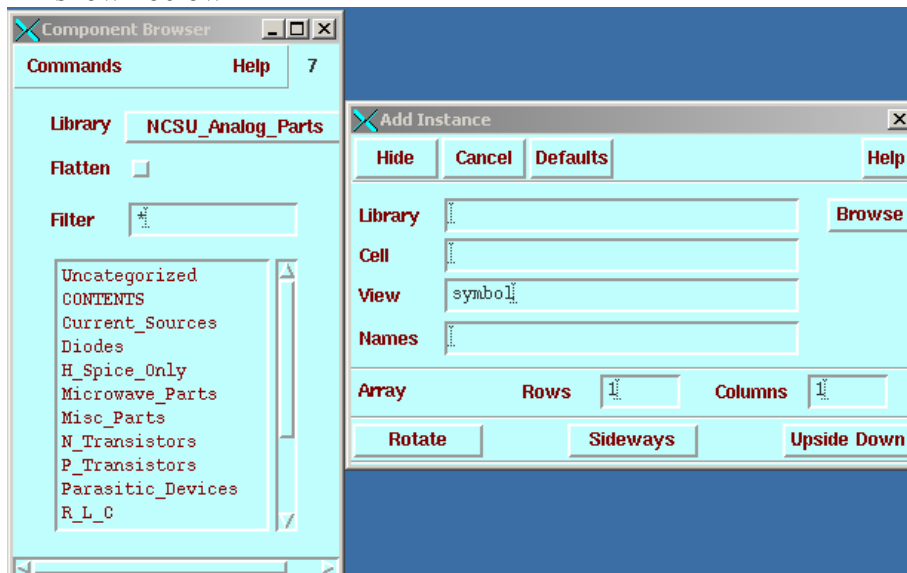 Component Browser
Commands Help 7
Library NCSU_Analog_Parts
Flatten
Filter *
Uncategorized
CONTENTS
Current_Sources
Diodes
H_Spice_Only
Microwave_Parts
Misc_Parts
N_Transistors
P_Transistors
Parasitic_Devices
R_L_C
Add Instance
Hide Cancel Defaults Help
Library Browse
Cell
View symbol
Names
Array Rows 1 Columns 1
Rotate Sideways Upside Down